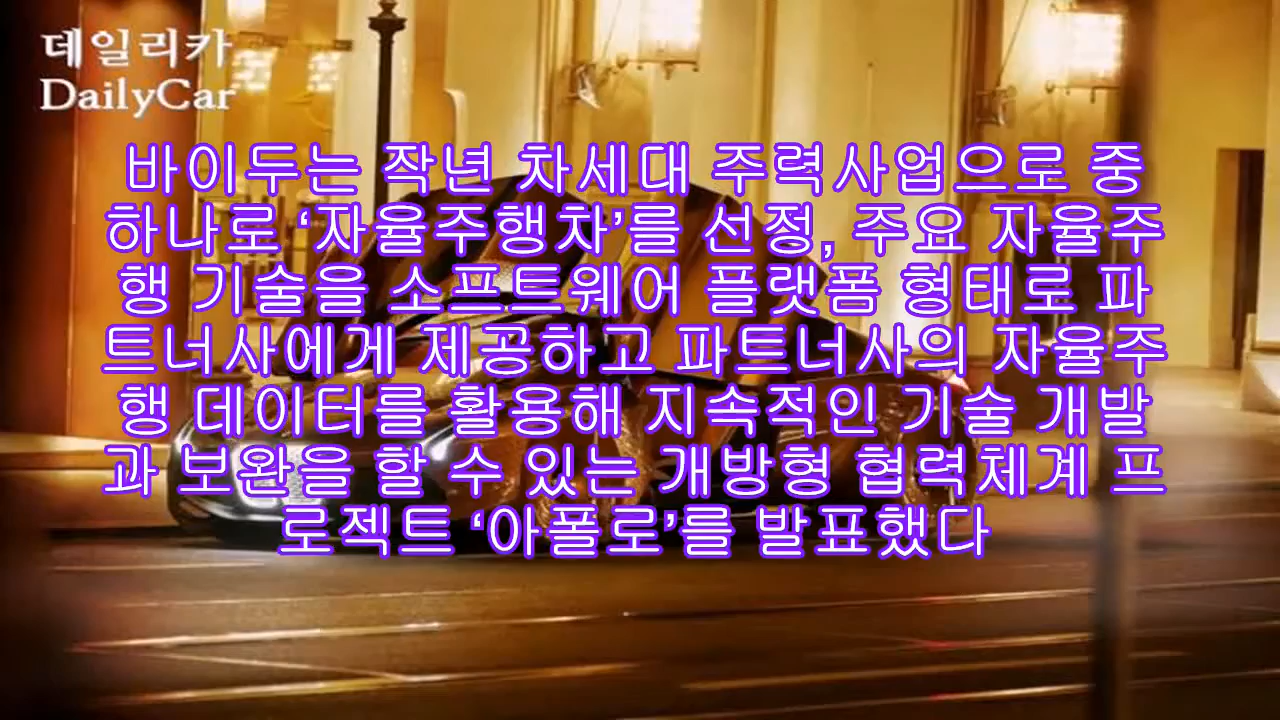 데일리카
DailyCar
바이두는 작년 차세대 주력사업으로 중
하나로 ‘자율주행차’를 선정, 주요 자율주
행 기술을 소프트웨어 플랫폼 형태로 파
트너사에게 제공하고 파트너사의 자율주
행 데이터를 활용해 지속적인 기술 개발
과 보완을 할 수 있는 개방형 협력체계 프
로젝트 ‘아폴로’를 발표했다